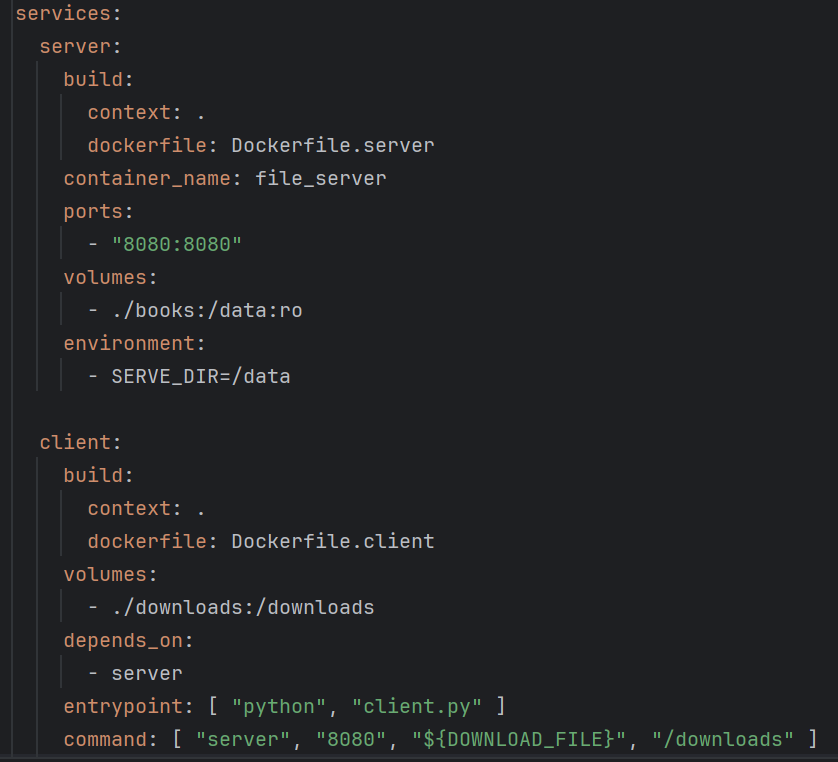 services:
  server:
    build:
      context: .
      dockerfile: Dockerfile.server
    container_name: file_server
    ports:
      - "8080:8080"
    volumes:
      - ./books:/data:ro
    environment:
      - SERVE_DIR=/data

  client:
    build:
      context: .
      dockerfile: Dockerfile.client
    volumes:
      - ./downloads:/downloads
    depends_on:
      - server
    entrypoint: [ "python", "client.py" ]
    command: [ "server", "8080", "${DOWNLOAD_FILE}", "/downloads" ]